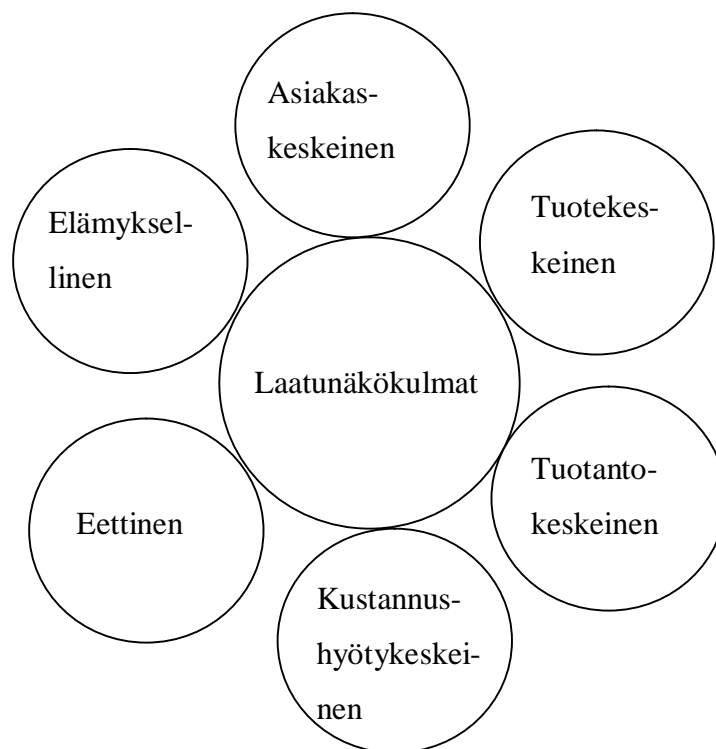 Asiakas-
keskeinen
Tuotekes-
keinen
Elämyksel-
linen
Laatunäkökulmat
Tuotanto-
keskeinen
Eettinen
Kustannus-
hyötykeskei-
nen